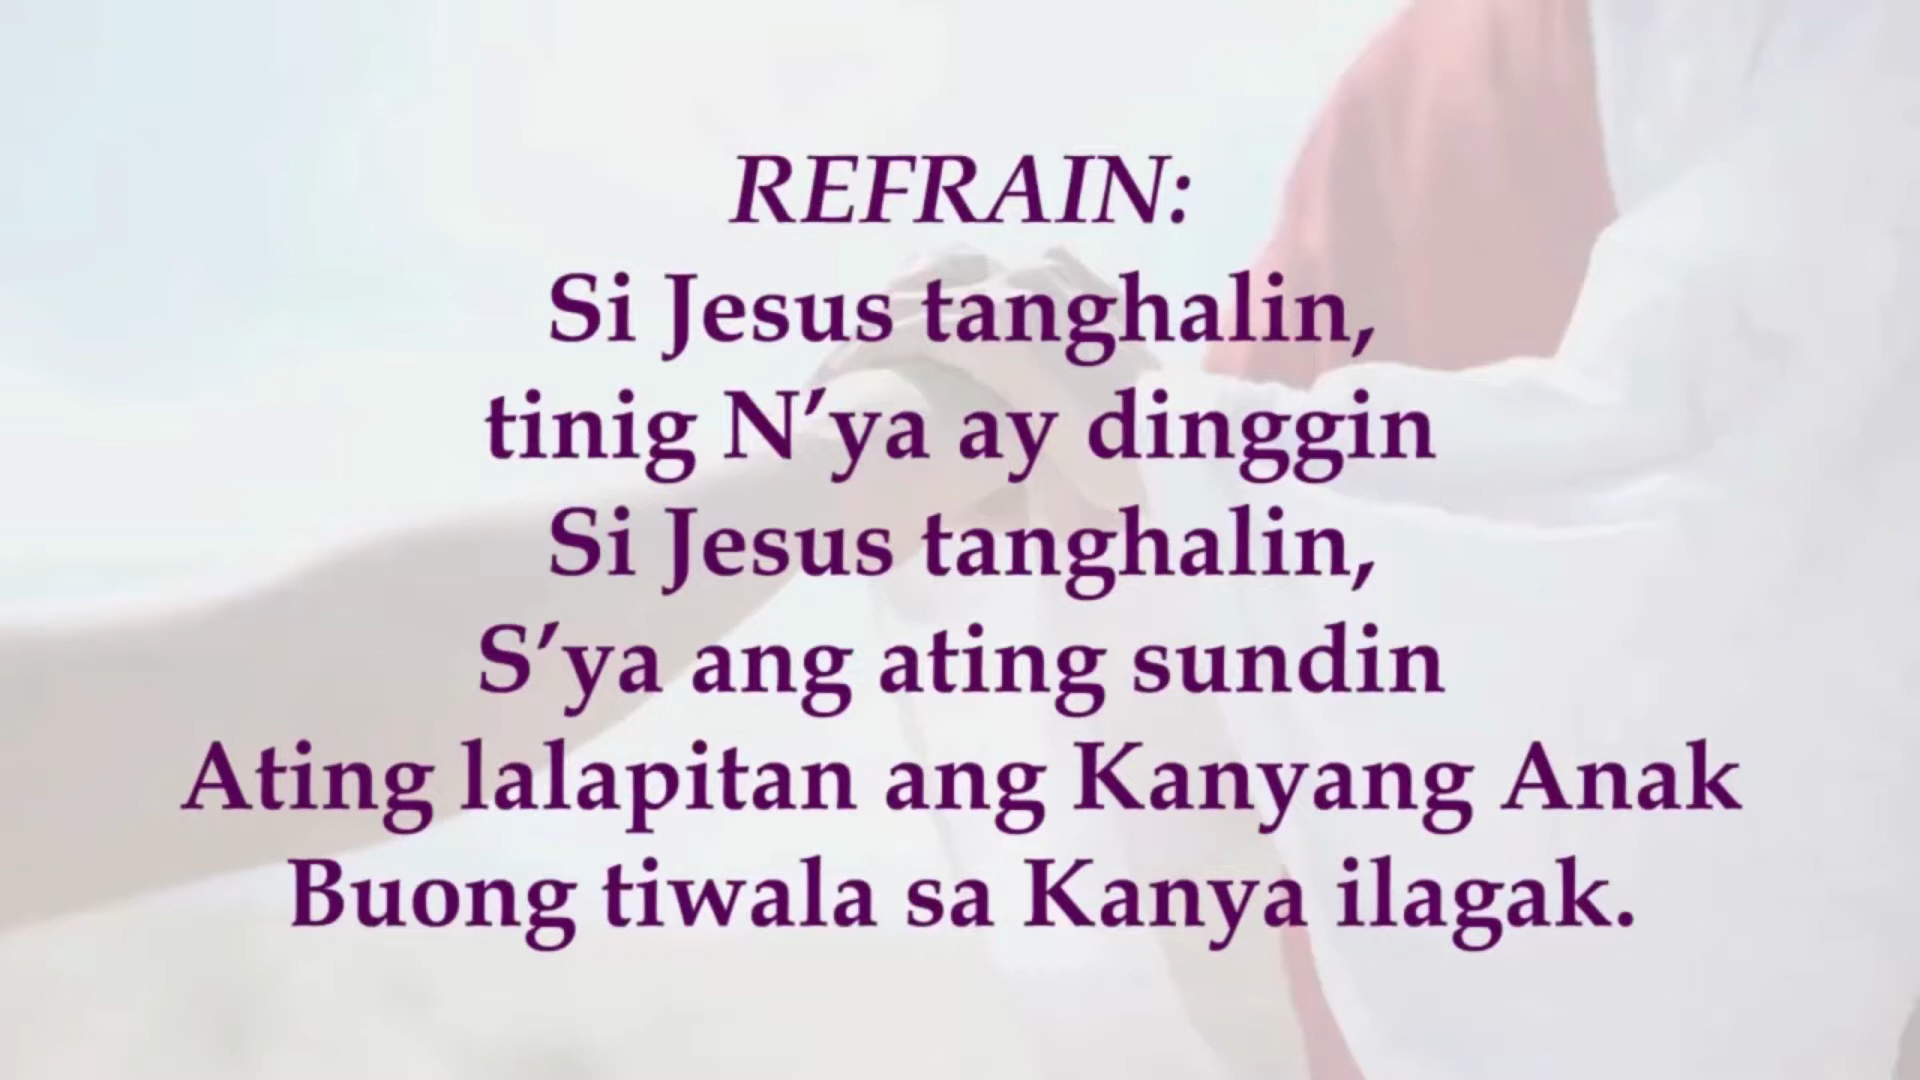 REFRAIN:
Si Jesus tanghalin,
tinig N’ya ay dinggin
Si Jesus tanghalin,
S’ya ang ating sundin
Ating lalapitan ang Kanyang Anak
Buong tiwala sa Kanya ilagak.